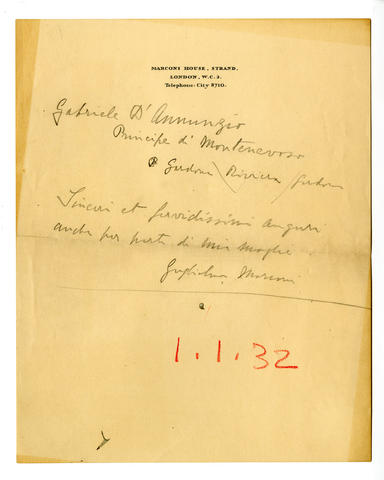 MARCONI HOUSE, STRAND,
LONDON, W.C.2.
Telephone: City 8710.
Gabriele D'Annunzio
Principe di Montenevoso
Gardone Riviera / Gardone
Sinceri et fervidissimi auguri
anche per parte di mia moglie
Guglielmo Marconi
1.1.32